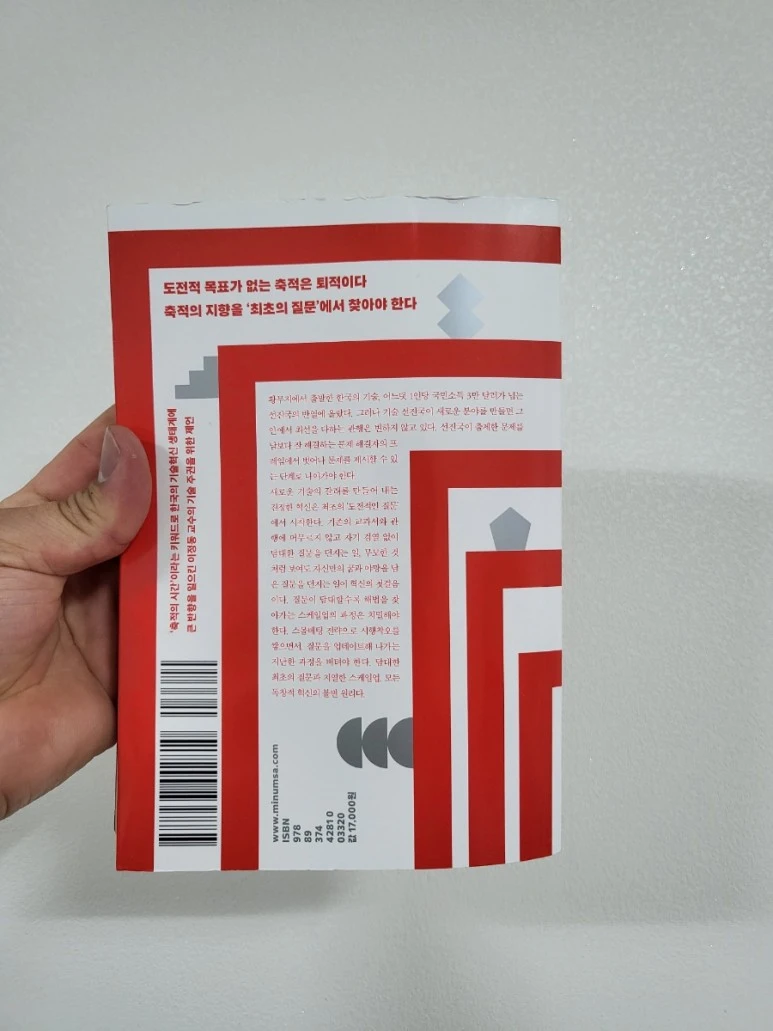 도전적 목표가 없는 축적은 퇴적이다
축적의 지향을 '최초의 질문'에서 찾아야 한다
'축적의 시간'이라는 키워드로 한국의 기술혁신 생태계에
큰 반향을 일으킨 이정동 교수의 기술 주권을 위한 제언
황무지에서 출발한 한국의 기술, 어느덧 1인당 국민소득 3만 달러가 넘는
선진국의 반열에 올랐다. 그러나 기술 선진국이 새로운 분야를 만들면 그
안에서 최선을 다하는 관행은 변하지 않고 있다. 선진국이 출제한 문제를
남보다 잘 해결하는 문제 해결자의 프
레임에서 벗어나 문제를 제시할 수 있
는 단계로 나아가야 한다.
새로운 기술의 갈래를 만들어 내는
진정한 혁신은 최초의 '도전적인 질문'
에서 시작한다. 기존의 교과서와 관
행에 머무르지 않고 자기 검열 없이
담대한 질문을 던지는 일, 무모한 것
처럼 보여도 자신만의 꿈과 야망을 담
은 질문을 던지는 일이 혁신의 첫걸음
이다. 질문이 담대할수록 해법을 찾
아가는 스케일업의 과정은 치밀해야
한다. 스몰베팅 전략으로 시행착오를
쌓으면서, 질문을 업데이트해 나가는
지난한 과정을 버텨야 한다. 담대한
최초의 질문과 치밀한 스케일업, 모든
독창적 혁신의 불변 원리다.
www.minumsa.com
ISBN
978
89
374
4281 0
03320
값 17,000원